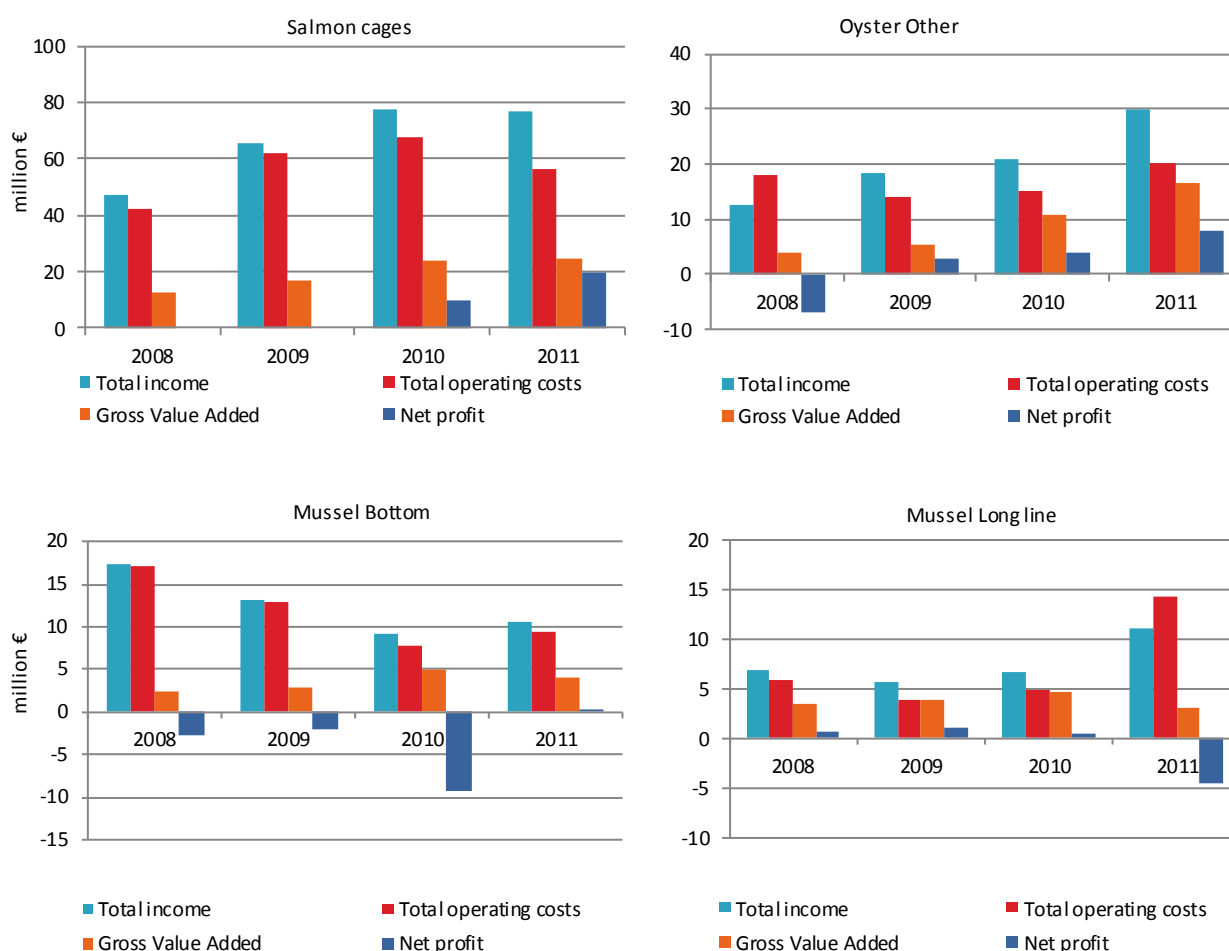 Salmon cages
100
80
60
40
20
0
million €
2008 2009 2010 2011
Total income Total operating costs
Gross Value Added Net profit
Oyster Other
40
30
20
10
0
-10
2008 2009 2010 2011
Total income Total operating costs
Gross Value Added Net profit
Mussel Bottom
20
15
10
5
0
-5
-10
-15
million €
2008 2009 2010 2011
Total income Total operating costs
Gross Value Added Net profit
Mussel Long line
20
15
10
5
0
-5
-10
2008 2009 2010 2011
Total income Total operating costs
Gross Value Added Net profit